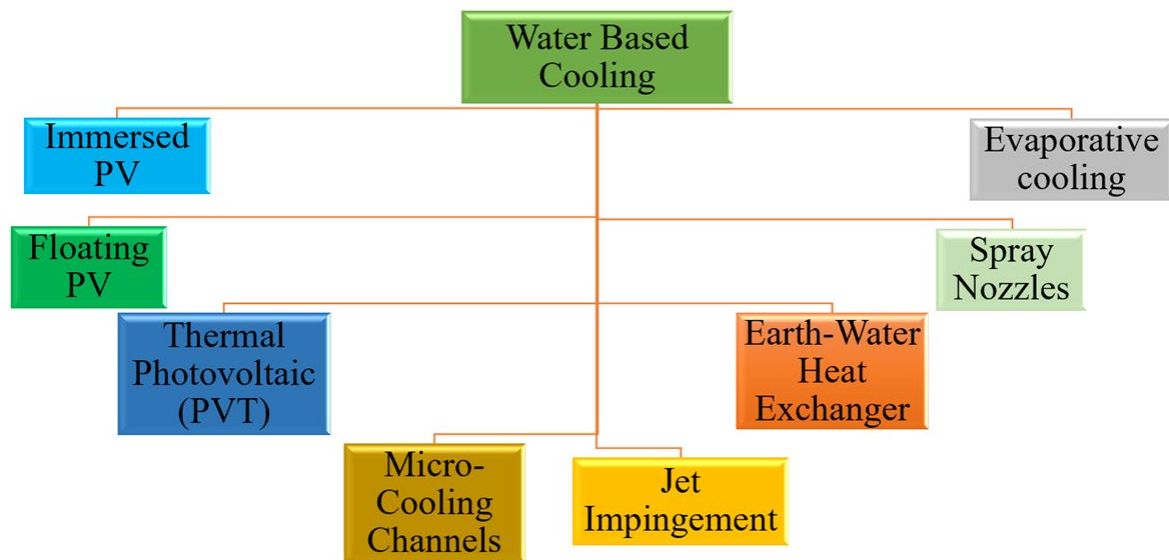 Water Based
Cooling
Immersed
PV
Evaporative
cooling
Floating
PV
Spray
Nozzles
Thermal
Photovoltaic
(PVT)
Earth-Water
Heat
Exchanger
Micro-
Cooling
Channels
Jet
Impingement